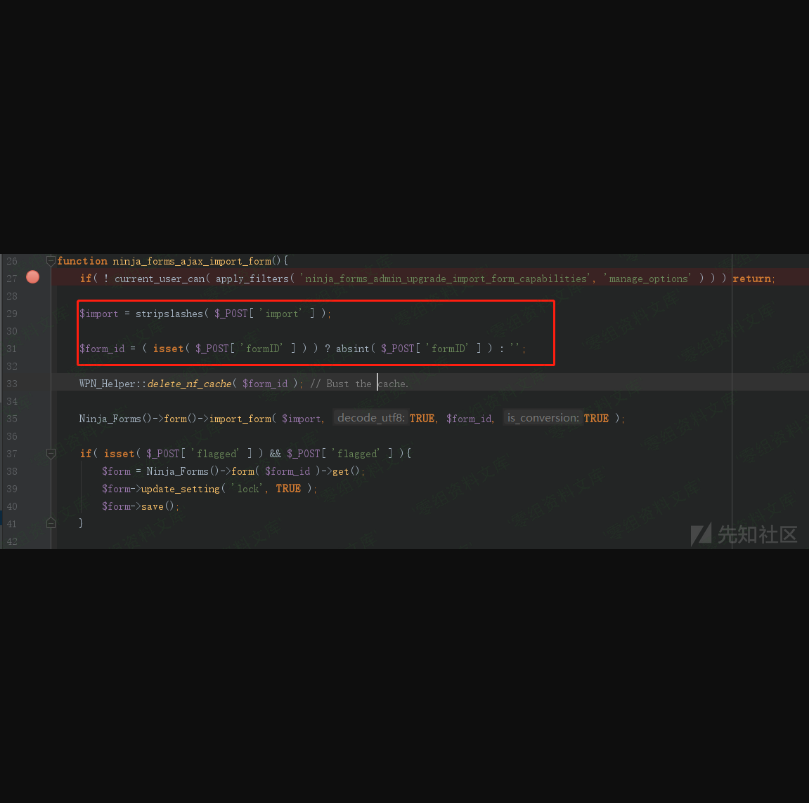 26 function ninja_forms_ajax_import_form(){
27 if( ! current_user_can( apply_filters( 'ninja_forms_admin_upgrade_import_form_capabilities', 'manage_options' ) ) ) return;
28
29 $import = stripslashes( $_POST[ 'import' ] );
30
31 $form_id = ( isset( $_POST[ 'formID' ] ) ) ? absint( $_POST[ 'formID' ] ) : '';
32
33 WPN_Helper::delete_nf_cache( $form_id ); // Bust the cache.
34
35 Ninja_Forms()->form()->import_form( $import, decode_utf8: TRUE, $form_id, is_conversion: TRUE );
36
37 if( isset( $_POST[ 'flagged' ] ) && $_POST[ 'flagged' ] ){
38 $form = Ninja_Forms()->form( $form_id )->get();
39 $form->update_setting( 'lock', TRUE );
40 $form->save();
41 }
42
先知社区